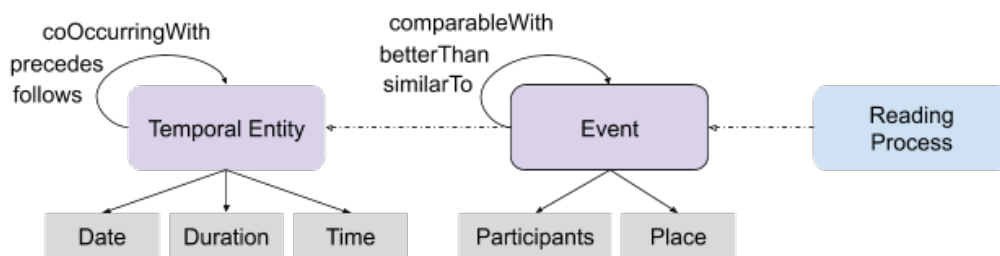 coOccurringWith
precedes
follows
comparableWith
betterThan
similarTo
Temporal Entity
Event
Reading
Process
Date
Duration
Time
Participants
Place